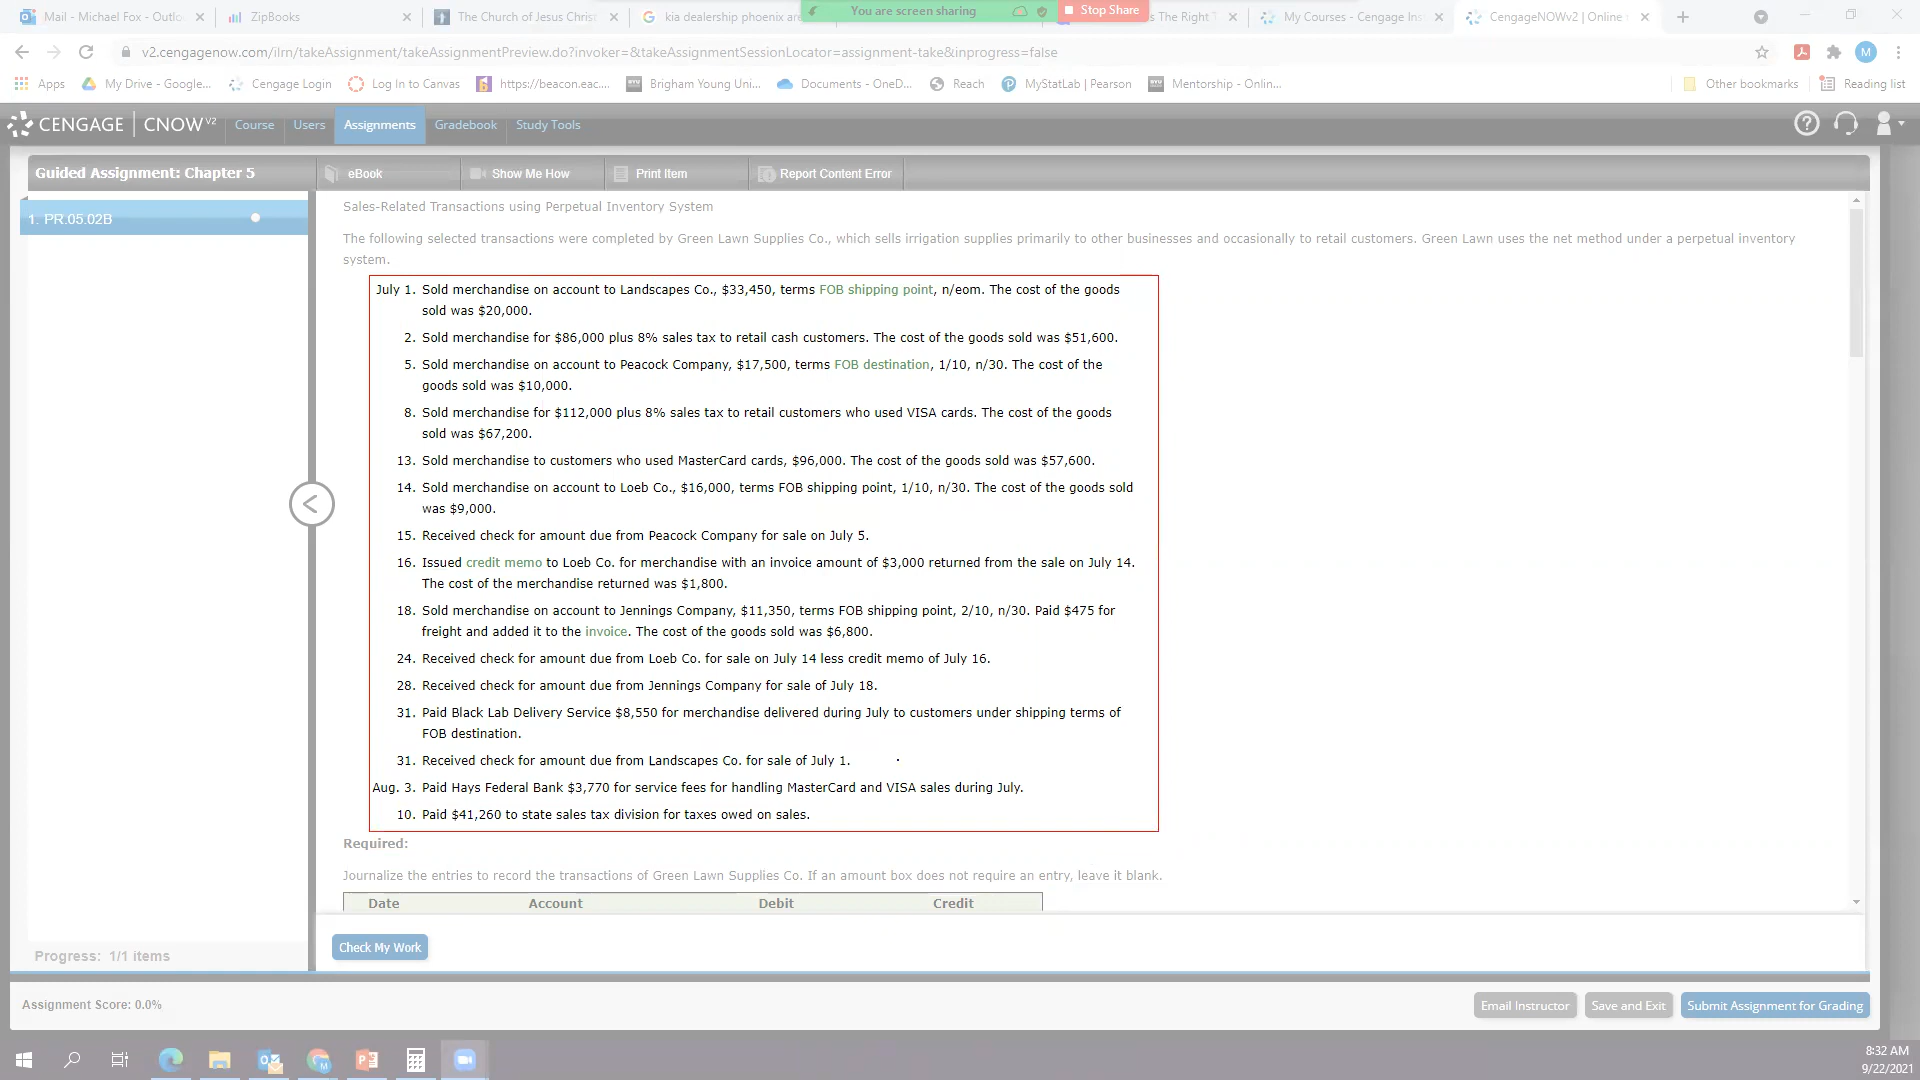 Mail - Michael Fox - Outlo
ZipBooks
The Church of Jesus Christ
kia dealership phoenix are
You are screen sharing
Stop Share
s The Right T
My Courses - Cengage Ins
CengageNOWv2 | Online t
v2.cengagenow.com/ilrn/takeAssignment/takeAssignmentPreview.do?invoker=&takeAssignmentSessionLocator=assignment-take&inprogress=false
M
Apps
My Drive - Google...
Cengage Login
Log In to Canvas
https://beacon.eac....
Brigham Young Uni...
Documents - OneD...
Reach
MyStatLab | Pearson
Mentorship - Onlin...
Other bookmarks
Reading list
CENGAGE | CNOWv2
Course
Users
Assignments
Gradebook
Study Tools
Guided Assignment: Chapter 5
eBook
Show Me How
Print Item
Report Content Error
1. PR.05.02B
Sales-Related Transactions using Perpetual Inventory System
The following selected transactions were completed by Green Lawn Supplies Co., which sells irrigation supplies primarily to other businesses and occasionally to retail customers. Green Lawn uses the net method under a perpetual inventory
system.
July 1. Sold merchandise on account to Landscapes Co., $33,450, terms FOB shipping point, n/eom. The cost of the goods
sold was $20,000.
2. Sold merchandise for $86,000 plus 8% sales tax to retail cash customers. The cost of the goods sold was $51,600.
5. Sold merchandise on account to Peacock Company, $17,500, terms FOB destination, 1/10, n/30. The cost of the
goods sold was $10,000.
8. Sold merchandise for $112,000 plus 8% sales tax to retail customers who used VISA cards. The cost of the goods
sold was $67,200.
13. Sold merchandise to customers who used MasterCard cards, $96,000. The cost of the goods sold was $57,600.
14. Sold merchandise on account to Loeb Co., $16,000, terms FOB shipping point, 1/10, n/30. The cost of the goods sold
was $9,000.
15. Received check for amount due from Peacock Company for sale on July 5.
16. Issued credit memo to Loeb Co. for merchandise with an invoice amount of $3,000 returned from the sale on July 14.
The cost of the merchandise returned was $1,800.
18. Sold merchandise on account to Jennings Company, $11,350, terms FOB shipping point, 2/10, n/30. Paid $475 for
freight and added it to the invoice. The cost of the goods sold was $6,800.
24. Received check for amount due from Loeb Co. for sale on July 14 less credit memo of July 16.
28. Received check for amount due from Jennings Company for sale of July 18.
31. Paid Black Lab Delivery Service $8,550 for merchandise delivered during July to customers under shipping terms of
FOB destination.
31. Received check for amount due from Landscapes Co. for sale of July 1.
Aug. 3. Paid Hays Federal Bank $3,770 for service fees for handling MasterCard and VISA sales during July.
10. Paid $41,260 to state sales tax division for taxes owed on sales.
Required:
Journalize the entries to record the transactions of Green Lawn Supplies Co. If an amount box does not require an entry, leave it blank.
Date Account Debit Credit
Check My Work
Progress: 1/1 items
Assignment Score: 0.0%
Email Instructor
Save and Exit
Submit Assignment for Grading
8:32 AM
9/22/2021